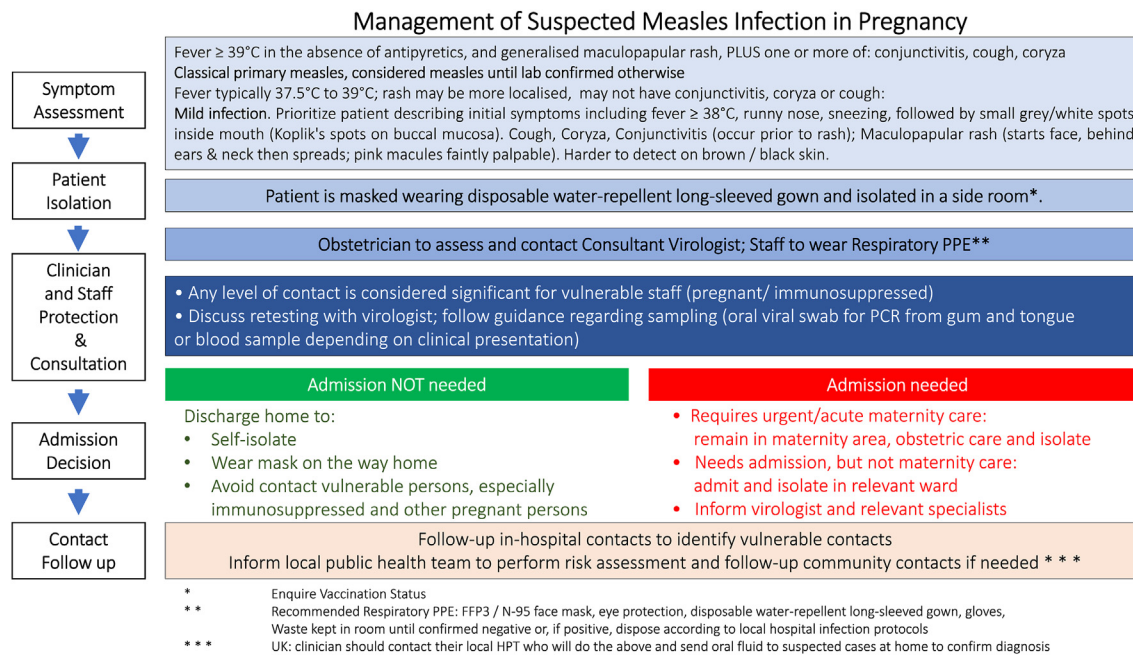 Management of Suspected Measles Infection in Pregnancy
Symptom
Assessment
Fever ≥ 39°C in the absence of antipyretics, and generalised maculopapular rash, PLUS one or more of: conjunctivitis, cough, coryza
Classical primary measles, considered measles until lab confirmed otherwise
Fever typically 37.5°C to 39°C; rash may be more localised, may not have conjunctivitis, coryza or cough:
Mild infection. Prioritize patient describing initial symptoms including fever ≥ 38°C, runny nose, sneezing, followed by small grey/white spots
inside mouth (Koplik's spots on buccal mucosa). Cough, Coryza, Conjunctivitis (occur prior to rash); Maculopapular rash (starts face, behind
ears & neck then spreads; pink macules faintly palpable). Harder to detect on brown / black skin.
Patient
Isolation
Patient is masked wearing disposable water-repellent long-sleeved gown and isolated in a side room*.
Clinician
and Staff
Protection
&
Consultation
Obstetrician to assess and contact Consultant Virologist; Staff to wear Respiratory PPE**
• Any level of contact is considered significant for vulnerable staff (pregnant/ immunosuppressed)
• Discuss retesting with virologist; follow guidance regarding sampling (oral viral swab for PCR from gum and tongue
or blood sample depending on clinical presentation)
Admission
Decision
Admission NOT needed
Discharge home to:
• Self-isolate
• Wear mask on the way home
• Avoid contact vulnerable persons, especially
immunosuppressed and other pregnant persons
Admission needed
• Requires urgent/acute maternity care:
remain in maternity area, obstetric care and isolate
• Needs admission, but not maternity care:
admit and isolate in relevant ward
• Inform virologist and relevant specialists
Contact
Follow up
Follow-up in-hospital contacts to identify vulnerable contacts
Inform local public health team to perform risk assessment and follow-up community contacts if needed * * *
* Enquire Vaccination Status
* * Recommended Respiratory PPE: FFP3 / N-95 face mask, eye protection, disposable water-repellent long-sleeved gown, gloves,
Waste kept in room until confirmed negative or, if positive, dispose according to local hospital infection protocols
* * * UK: clinician should contact their local HPT who will do the above and send oral fluid to suspected cases at home to confirm diagnosis